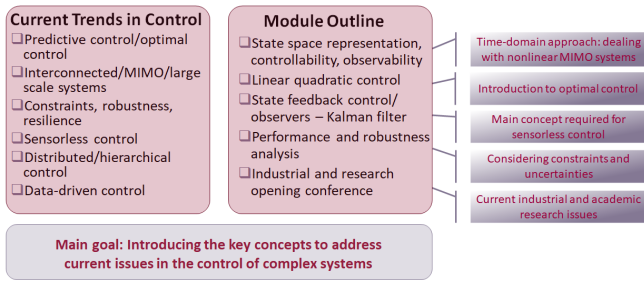 Current Trends in Control
❑Predictive control/optimal
control
❑Interconnected/MIMO/large
scale systems
❑Constraints, robustness,
resilience
❑Sensorless control
❑Distributed/hierarchical
control
❑Data-driven control
Module Outline
❑State space representation,
controllability, observability
❑Linear quadratic control
❑State feedback control/
observers – Kalman filter
❑Performance and robustness
analysis
❑Industrial and research
opening conference
Time-domain approach: dealing
with nonlinear MIMO systems
Introduction to optimal control
Main concept required for
sensorless control
Considering constraints and
uncertainties
Current industrial and academic
research issues
Main goal: Introducing the key concepts to address
current issues in the control of complex systems